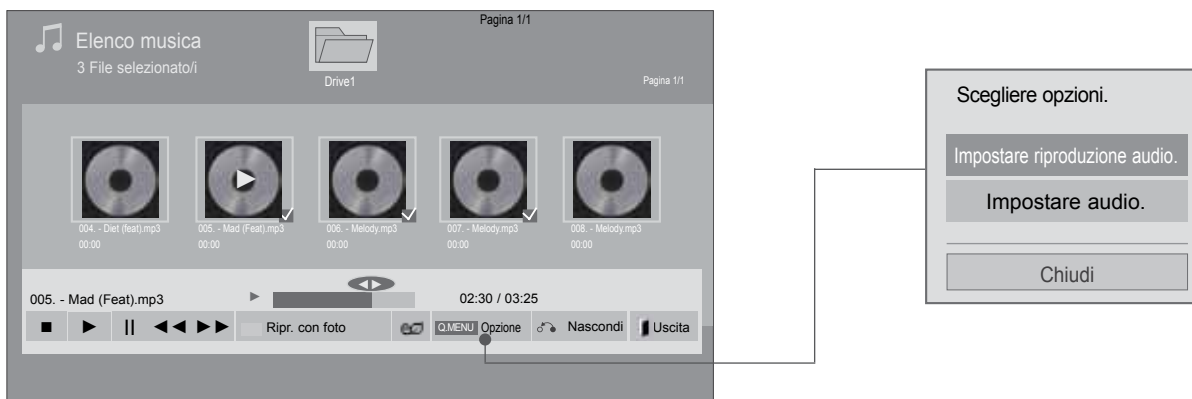 Pagina 1/1
Elenco musica
3 File selezionato/i
Drive1
Pagina 1/1
004. - Diet (feat).mp3
00:00
005. - Mad (Feat).mp3
00:00
006. - Melody.mp3
00:00
007. - Melody.mp3
00:00
008. - Melody.mp3
00:00
005. - Mad (Feat).mp3
02:30 / 03:25
Ripr. con foto
Q.MENU Opzione
Nascondi
Uscita
Scegliere opzioni.
Impostare riproduzione audio.
Impostare audio.
Chiudi